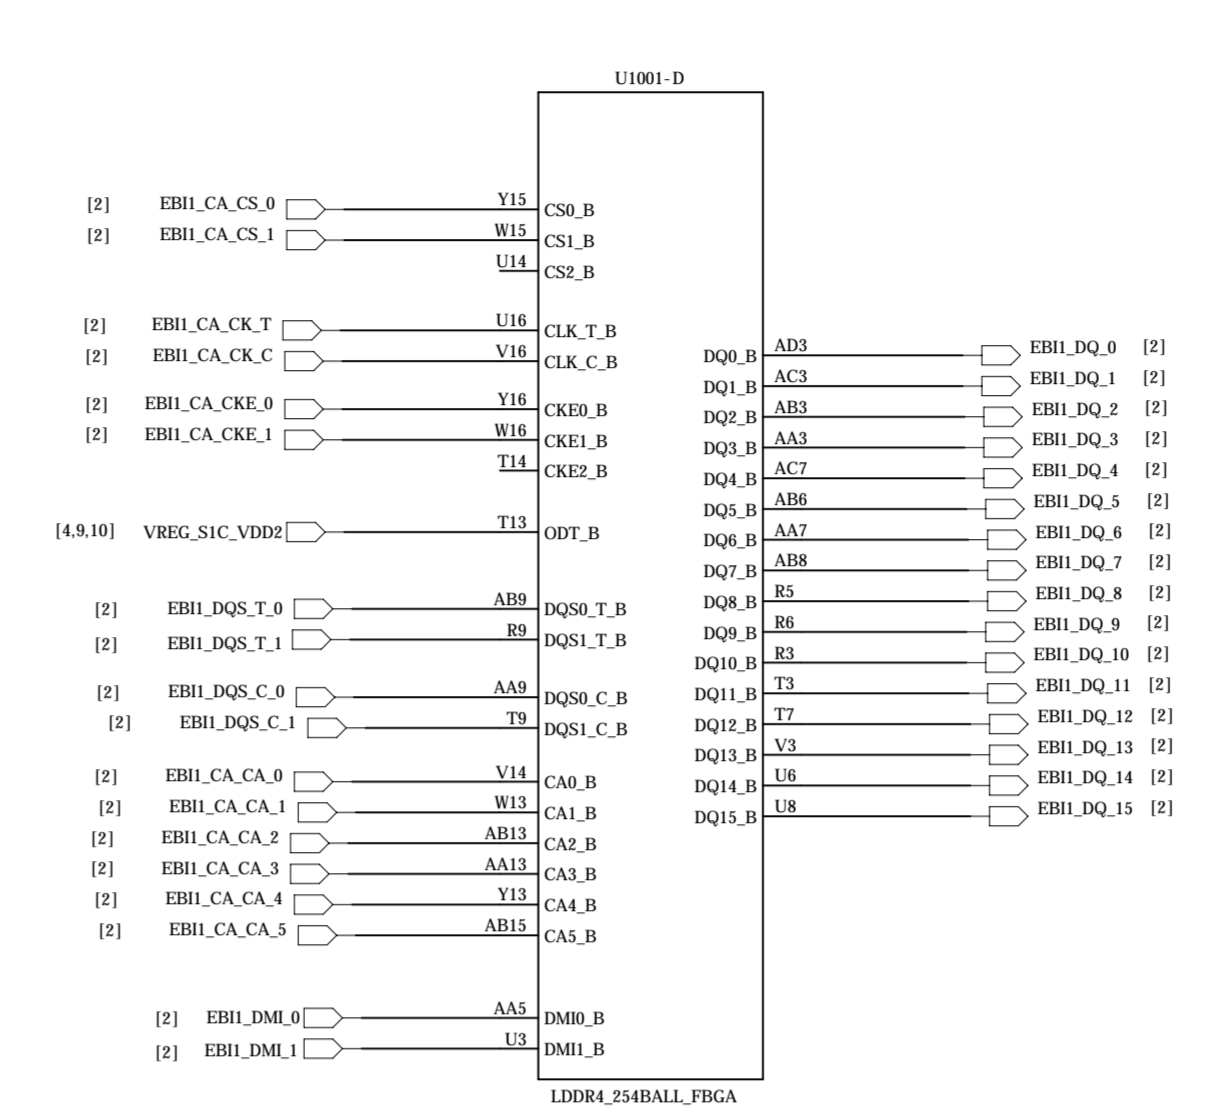 U1001-D
[2] EBI1_CA_CS_0 Y15 CS0_B
[2] EBI1_CA_CS_1 W15 CS1_B
U14 CS2_B
[2] EBI1_CA_CK_T U16 CLK_T_B
[2] EBI1_CA_CK_C V16 CLK_C_B
[2] EBI1_CA_CKE_0 Y16 CKE0_B
[2] EBI1_CA_CKE_1 W16 CKE1_B
T14 CKE2_B
[4,9,10] VREG_S1C_VDD2 T13 ODT_B
[2] EBI1_DQS_T_0 AB9 DQS0_T_B
[2] EBI1_DQS_T_1 R9 DQS1_T_B
[2] EBI1_DQS_C_0 AA9 DQS0_C_B
[2] EBI1_DQS_C_1 T9 DQS1_C_B
[2] EBI1_CA_CA_0 V14 CA0_B
[2] EBI1_CA_CA_1 W13 CA1_B
[2] EBI1_CA_CA_2 AB13 CA2_B
[2] EBI1_CA_CA_3 AA13 CA3_B
[2] EBI1_CA_CA_4 Y13 CA4_B
[2] EBI1_CA_CA_5 AB15 CA5_B
[2] EBI1_DMI_0 AA5 DMI0_B
[2] EBI1_DMI_1 U3 DMI1_B
DQ0_B AD3 EBI1_DQ_0 [2]
DQ1_B AC3 EBI1_DQ_1 [2]
DQ2_B AB3 EBI1_DQ_2 [2]
DQ3_B AA3 EBI1_DQ_3 [2]
DQ4_B AC7 EBI1_DQ_4 [2]
DQ5_B AB6 EBI1_DQ_5 [2]
DQ6_B AA7 EBI1_DQ_6 [2]
DQ7_B AB8 EBI1_DQ_7 [2]
DQ8_B R5 EBI1_DQ_8 [2]
DQ9_B R6 EBI1_DQ_9 [2]
DQ10_B R3 EBI1_DQ_10 [2]
DQ11_B T3 EBI1_DQ_11 [2]
DQ12_B T7 EBI1_DQ_12 [2]
DQ13_B V3 EBI1_DQ_13 [2]
DQ14_B U6 EBI1_DQ_14 [2]
DQ15_B U8 EBI1_DQ_15 [2]
LDDR4_254BALL_FBGA